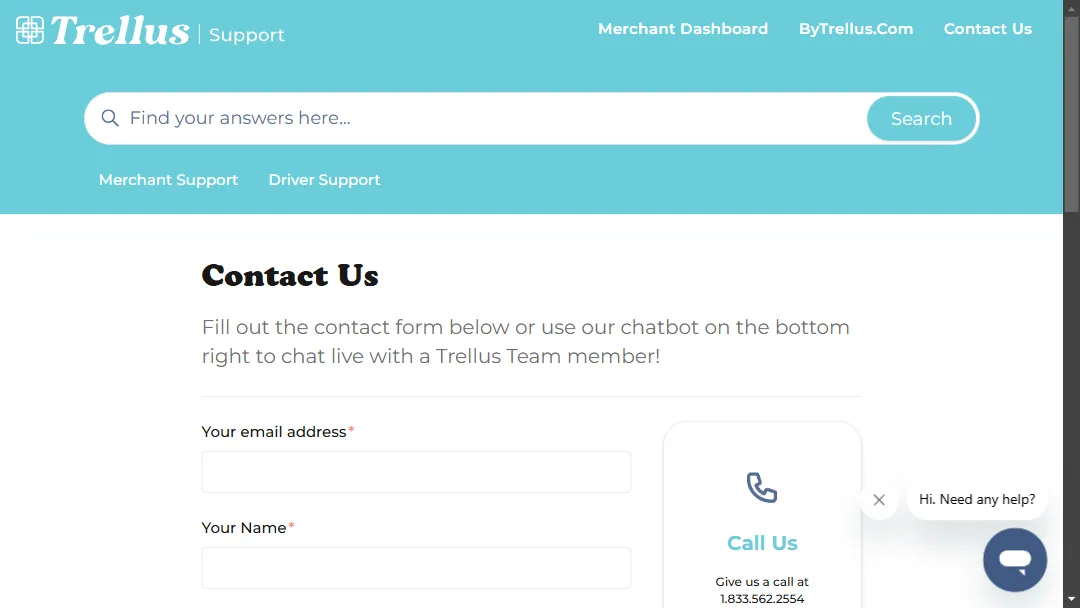 Trellus | Support
Merchant Dashboard
ByTrellus.Com
Contact Us
Find your answers here...
Search
Merchant Support
Driver Support
Contact Us
Fill out the contact form below or use our chatbot on the bottom
right to chat live with a Trellus Team member!
Your email address*
Your Name*
Call Us
Give us a call at
1.833.562.2554
Hi. Need any help?